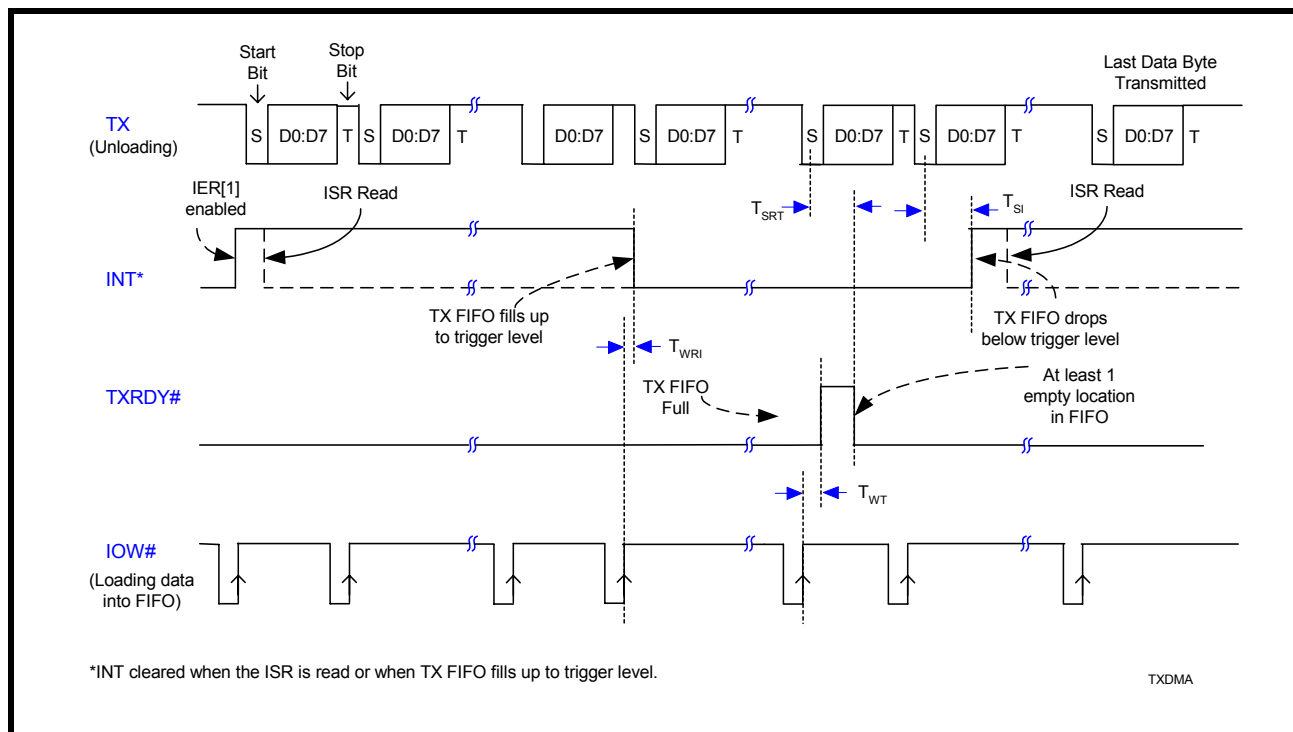 Start
Bit
Stop
Bit
Last Data Byte
Transmitted
TX
(Unloading)
S D0:D7 T S D0:D7 T D0:D7 S D0:D7 T S D0:D7 T S D0:D7 T S D0:D7 T
IER[1]
enabled
ISR Read
TSRT
TSI
ISR Read
INT*
TX FIFO fills up
to trigger level
TX FIFO drops
below trigger level
TWRI
TXRDY#
TX FIFO
Full
At least 1
empty location
in FIFO
TWT
IOW#
(Loading data
into FIFO)
*INT cleared when the ISR is read or when TX FIFO fills up to trigger level.
TXDMA